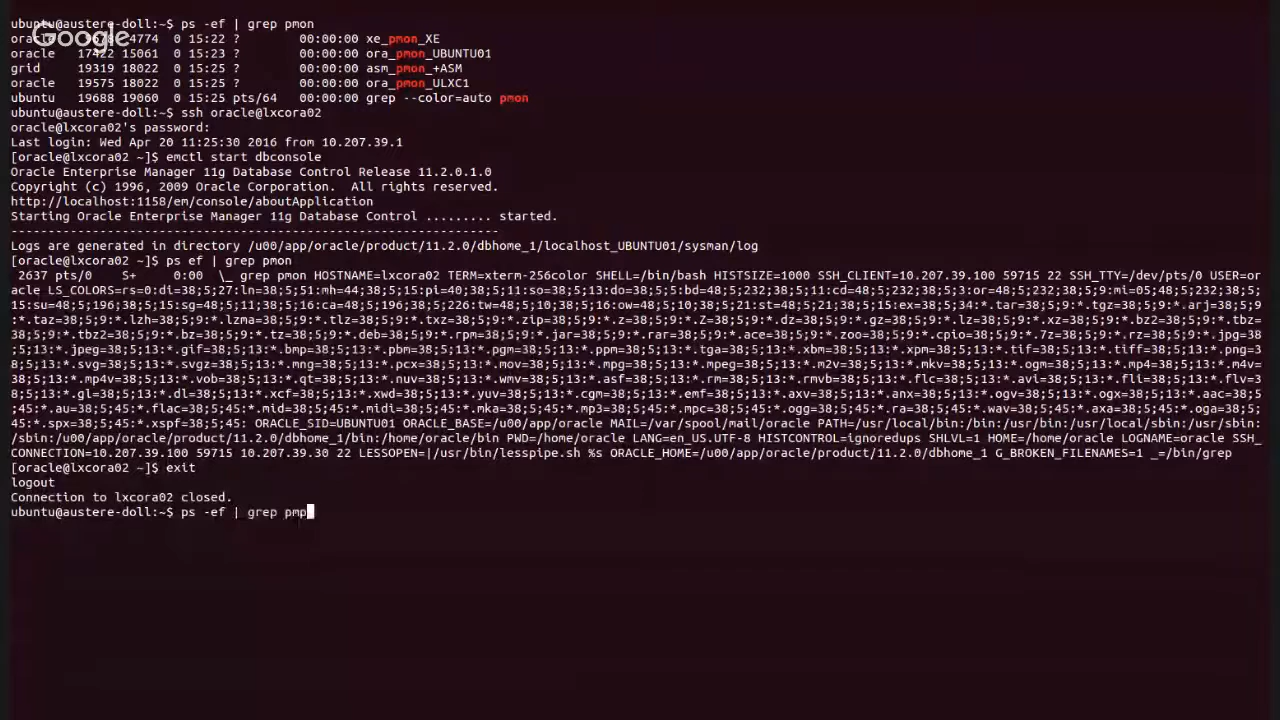 ubuntu@austere-doll:~$ ps -ef | grep pmon
Google
oracle 4774 0 15:22 ? 00:00:00 xe_pmon_XE
oracle 17422 15061 0 15:23 ? 00:00:00 ora_pmon_UBUNTU01
grid 19319 18022 0 15:25 ? 00:00:00 asm_pmon_+ASM
oracle 19575 18022 0 15:25 ? 00:00:00 ora_pmon_ULXC1
ubuntu 19688 19060 0 15:25 pts/64 00:00:00 grep --color=auto pmon
ubuntu@austere-doll:~$ ssh oracle@lxcora02
oracle@lxcora02's password:
Last login: Wed Apr 20 11:25:30 2016 from 10.207.39.1
[oracle@lxcora02 ~]$ emctl start dbconsole
Oracle Enterprise Manager 11g Database Control Release 11.2.0.1.0
Copyright (c) 1996, 2009 Oracle Corporation.  All rights reserved.
http://localhost:1158/em/console/aboutApplication
Starting Oracle Enterprise Manager 11g Database Control ......... started.
------------------------------------------------------------------
Logs are generated in directory /u00/app/oracle/product/11.2.0/dbhome_1/localhost_UBUNTU01/sysman/log
[oracle@lxcora02 ~]$ ps ef | grep pmon
2637 pts/0 S+ 0:00 \_ grep pmon HOSTNAME=lxcora02 TERM=xterm-256color SHELL=/bin/bash HISTSIZE=1000 SSH_CLIENT=10.207.39.100 59715 22 SSH_TTY=/dev/pts/0 USER=or
acle LS_COLORS=rs=0:di=38;5;27:ln=38;5;51:mh=44;38;5;15:pi=40;38;5;11:so=38;5;13:do=38;5;5:bd=48;5;232;38;5;11:cd=48;5;232;38;5;3:or=48;5;232;38;5;9:mi=05;48;5;232;38;5;
15:su=48;5;196;38;5;15:sg=48;5;11;38;5;16:ca=48;5;196;38;5;226:tw=48;5;10;38;5;16:ow=48;5;10;38;5;21:st=48;5;21;38;5;15:ex=38;5;34:*.tar=38;5;9:*.tgz=38;5;9:*.arj=38;5;9
:*.taz=38;5;9:*.lzh=38;5;9:*.lzma=38;5;9:*.tlz=38;5;9:*.txz=38;5;9:*.zip=38;5;9:*.z=38;5;9:*.Z=38;5;9:*.dz=38;5;9:*.gz=38;5;9:*.lz=38;5;9:*.xz=38;5;9:*.bz2=38;5;9:*.tbz=
38;5;9:*.tbz2=38;5;9:*.bz=38;5;9:*.tz=38;5;9:*.deb=38;5;9:*.rpm=38;5;9:*.jar=38;5;9:*.rar=38;5;9:*.ace=38;5;9:*.zoo=38;5;9:*.cpio=38;5;9:*.7z=38;5;9:*.rz=38;5;9:*.jpg=38
;5;13:*.jpeg=38;5;13:*.gif=38;5;13:*.bmp=38;5;13:*.pbm=38;5;13:*.pgm=38;5;13:*.ppm=38;5;13:*.tga=38;5;13:*.xbm=38;5;13:*.xpm=38;5;13:*.tif=38;5;13:*.tiff=38;5;13:*.png=3
8;5;13:*.svg=38;5;13:*.svgz=38;5;13:*.mng=38;5;13:*.pcx=38;5;13:*.mov=38;5;13:*.mpg=38;5;13:*.mpeg=38;5;13:*.m2v=38;5;13:*.mkv=38;5;13:*.ogm=38;5;13:*.mp4=38;5;13:*.m4v=
38;5;13:*.mp4v=38;5;13:*.vob=38;5;13:*.qt=38;5;13:*.nuv=38;5;13:*.wmv=38;5;13:*.asf=38;5;13:*.rm=38;5;13:*.rmvb=38;5;13:*.flc=38;5;13:*.avi=38;5;13:*.fli=38;5;13:*.flv=3
8;5;13:*.gl=38;5;13:*.dl=38;5;13:*.xcf=38;5;13:*.xwd=38;5;13:*.yuv=38;5;13:*.cgm=38;5;13:*.emf=38;5;13:*.axv=38;5;13:*.anx=38;5;13:*.ogv=38;5;13:*.ogx=38;5;13:*.aac=38;5
;45:*.au=38;5;45:*.flac=38;5;45:*.mid=38;5;45:*.midi=38;5;45:*.mka=38;5;45:*.mp3=38;5;45:*.mpc=38;5;45:*.ogg=38;5;45:*.ra=38;5;45:*.wav=38;5;45:*.axa=38;5;45:*.oga=38;5;
45:*.spx=38;5;45:*.xspf=38;5;45: ORACLE_SID=UBUNTU01 ORACLE_BASE=/u00/app/oracle MAIL=/var/spool/mail/oracle PATH=/usr/local/bin:/bin:/usr/bin:/usr/local/sbin:/usr/sbin:
/sbin:/u00/app/oracle/product/11.2.0/dbhome_1/bin:/home/oracle/bin PWD=/home/oracle LANG=en_US.UTF-8 HISTCONTROL=ignoredups SHLVL=1 HOME=/home/oracle LOGNAME=oracle SSH_
CONNECTION=10.207.39.100 59715 10.207.39.30 22 LESSOPEN=|/usr/bin/lesspipe.sh %s ORACLE_HOME=/u00/app/oracle/product/11.2.0/dbhome_1 G_BROKEN_FILENAMES=1 _=/bin/grep
[oracle@lxcora02 ~]$ exit
logout
Connection to lxcora02 closed.
ubuntu@austere-doll:~$ ps -ef | grep pmp